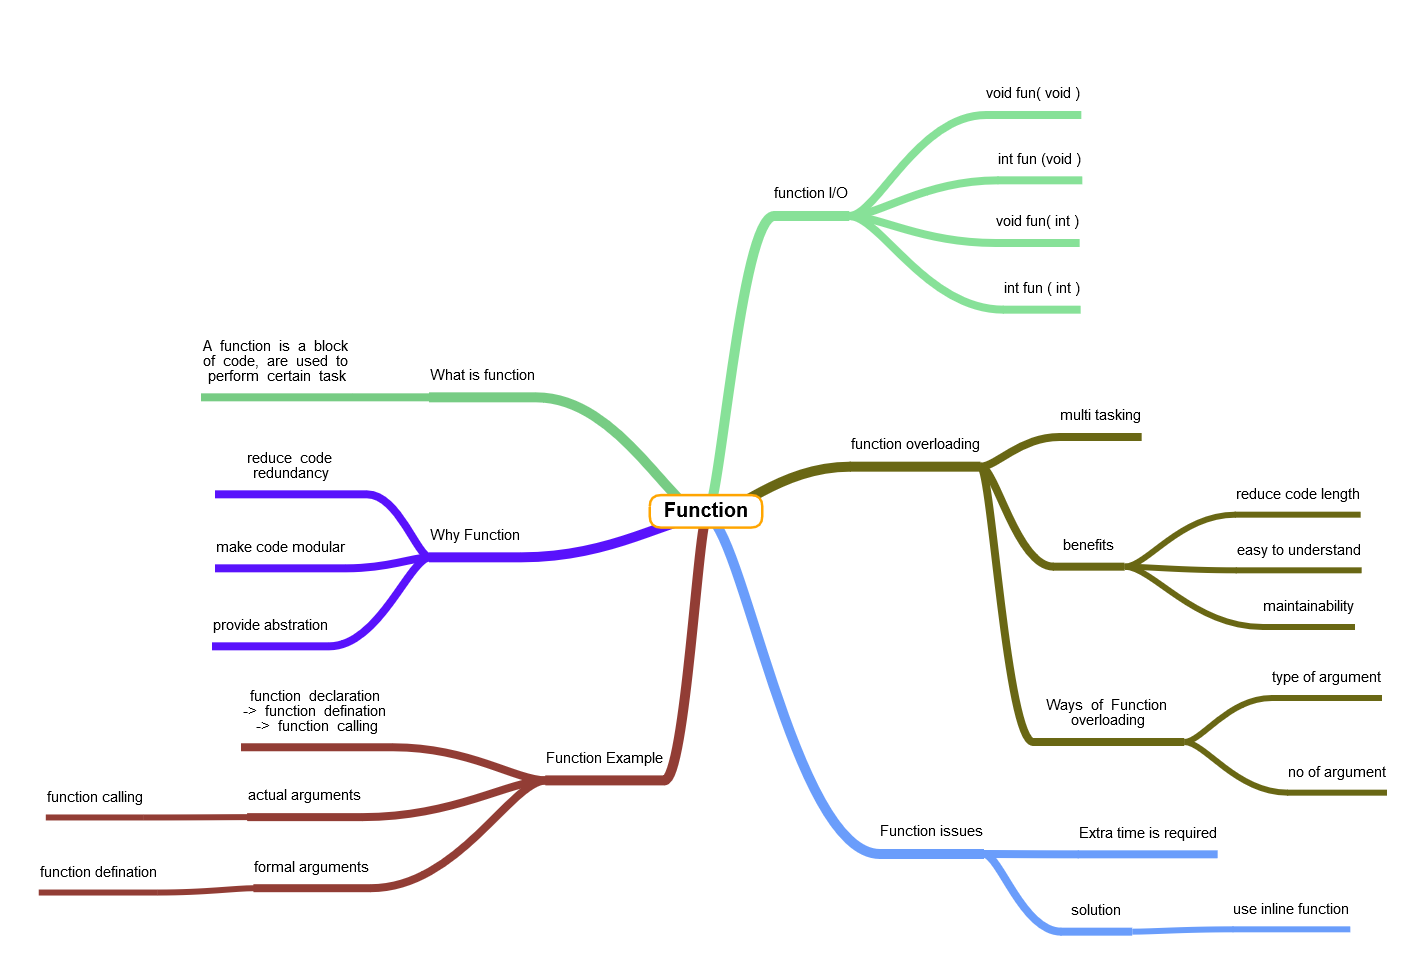 Function
function I/O
void fun( void )
int fun (void )
void fun( int )
int fun ( int )
function overloading
multi tasking
benefits
reduce code length
easy to understand
maintainability
Ways of Function
overloading
type of argument
no of argument
Function issues
Extra time is required
solution
use inline function
What is function
A function is a block
of code, are used to
perform certain task
Why Function
reduce code
redundancy
make code modular
provide abstration
Function Example
function declaration
-> function defination
-> function calling
actual arguments
function calling
formal arguments
function defination